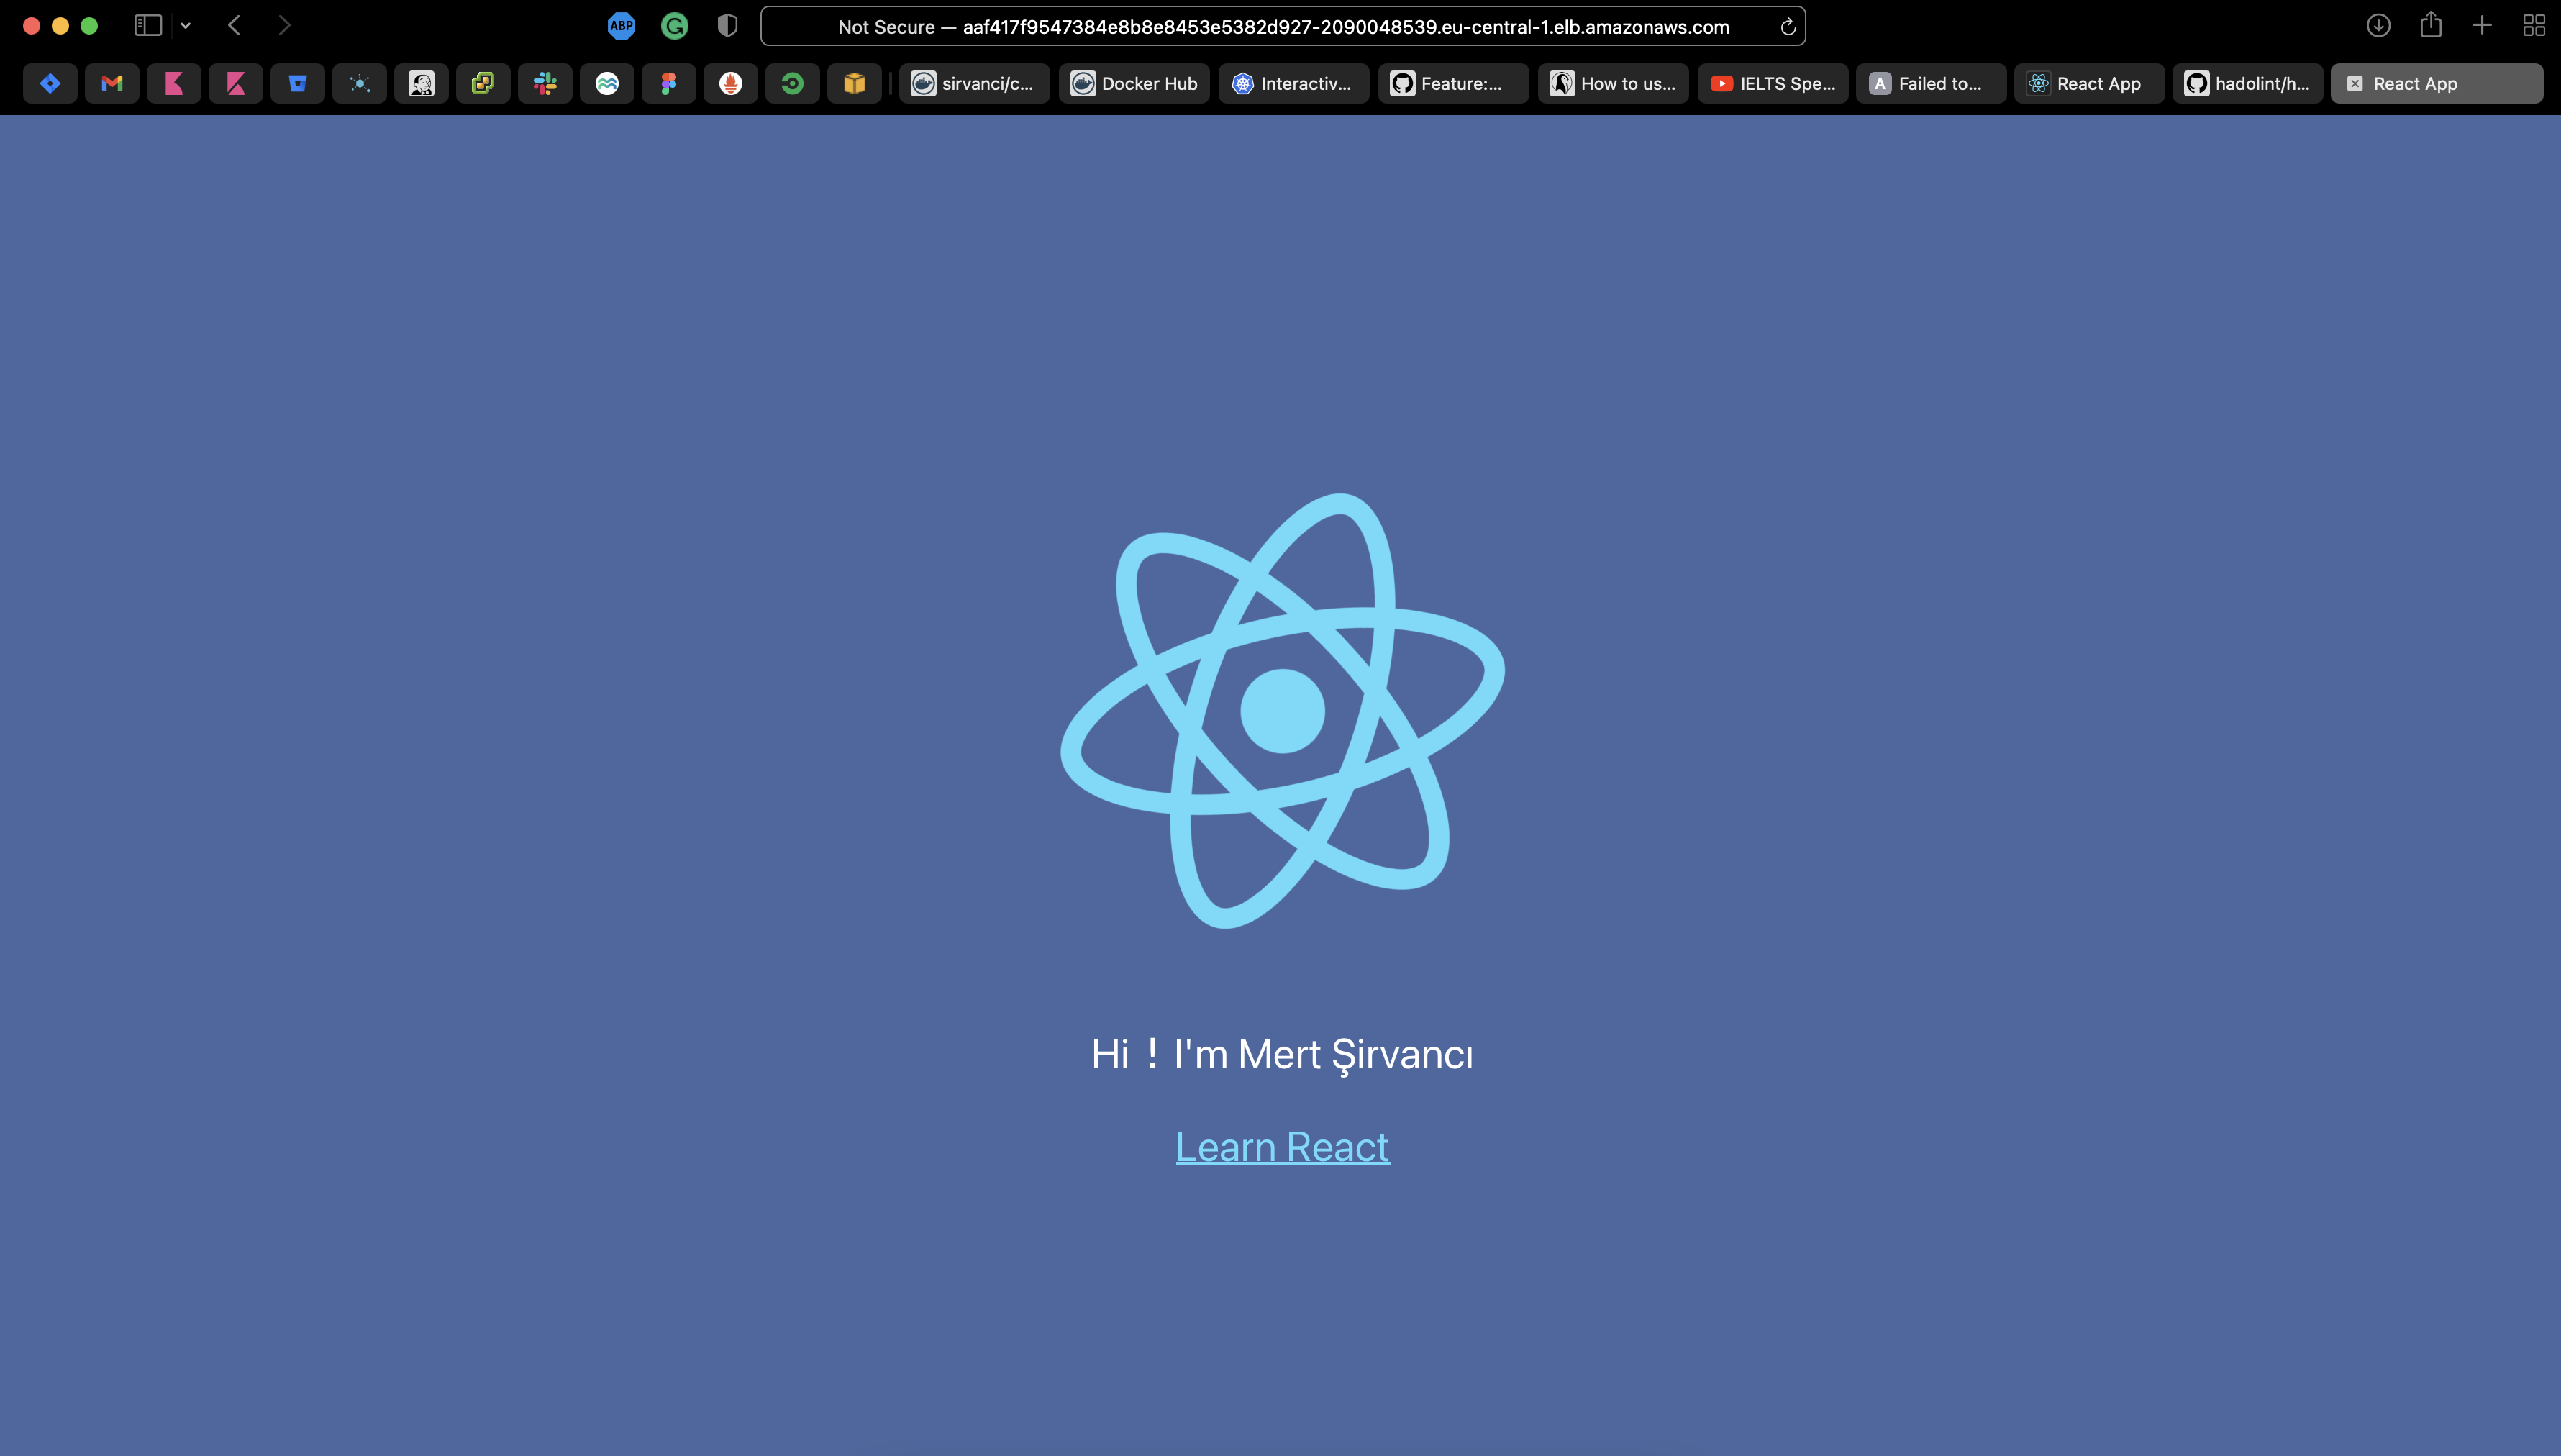 ABP
Not Secure — aaf417f9547384e8b8e8453e5382d927-2090048539.eu-central-1.elb.amazonaws.com
sirvanci/c...
Docker Hub
Interactiv...
Feature:...
How to us...
IELTS Spe...
A Failed to...
React App
hadolint/h...
React App
Hi ! I'm Mert Şirvancı
Learn React